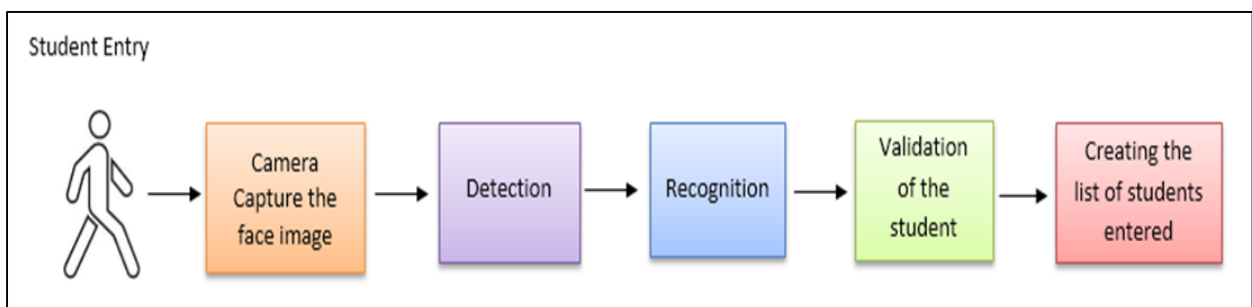 Student Entry
Camera
Capture the
face image
Detection
Recognition
Validation
of the
student
Creating the
list of students
entered